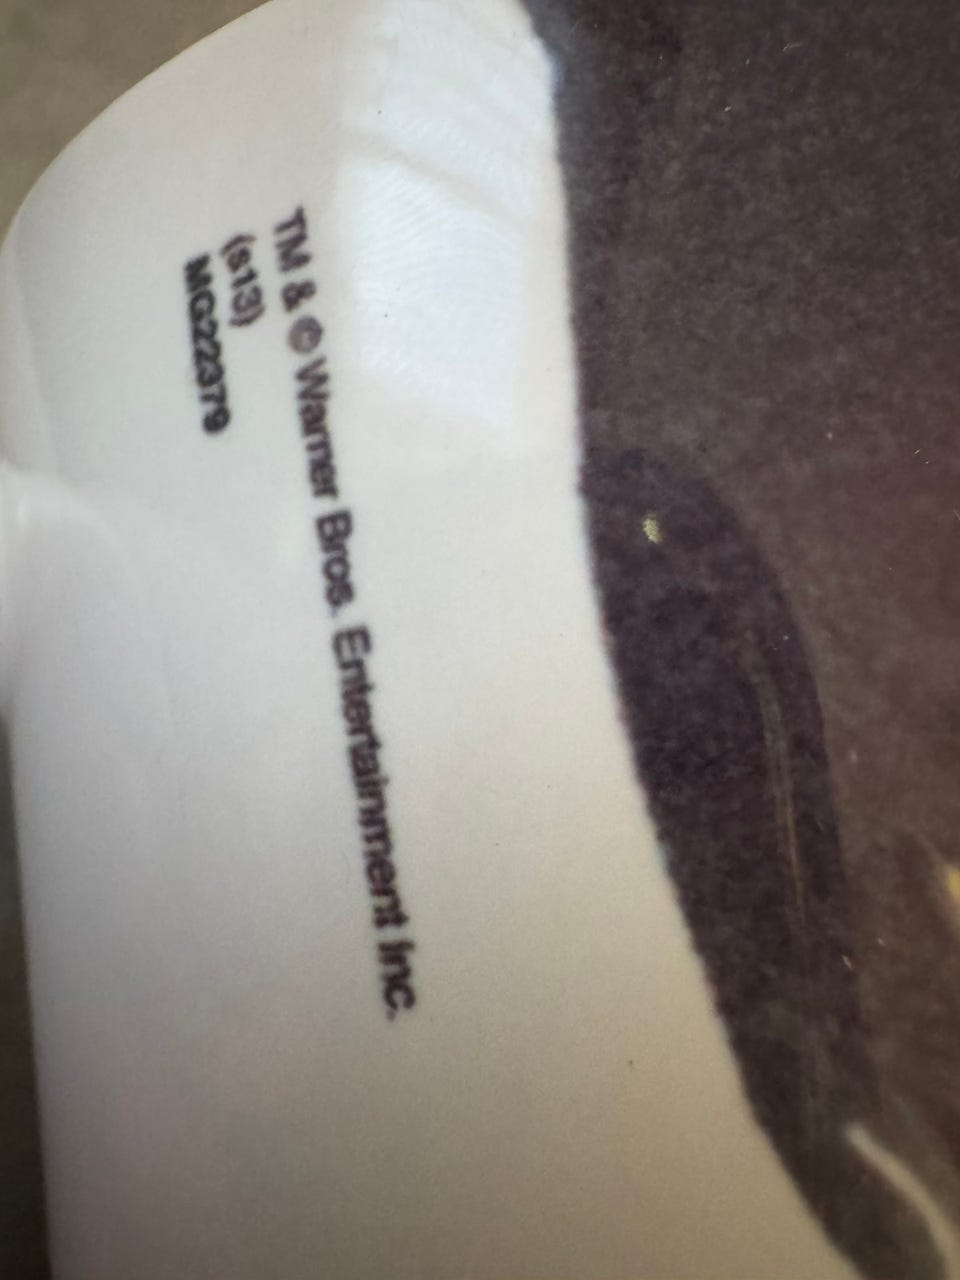 TM & © Warner Bros. Entertainment Inc.
(s13)
MG22379